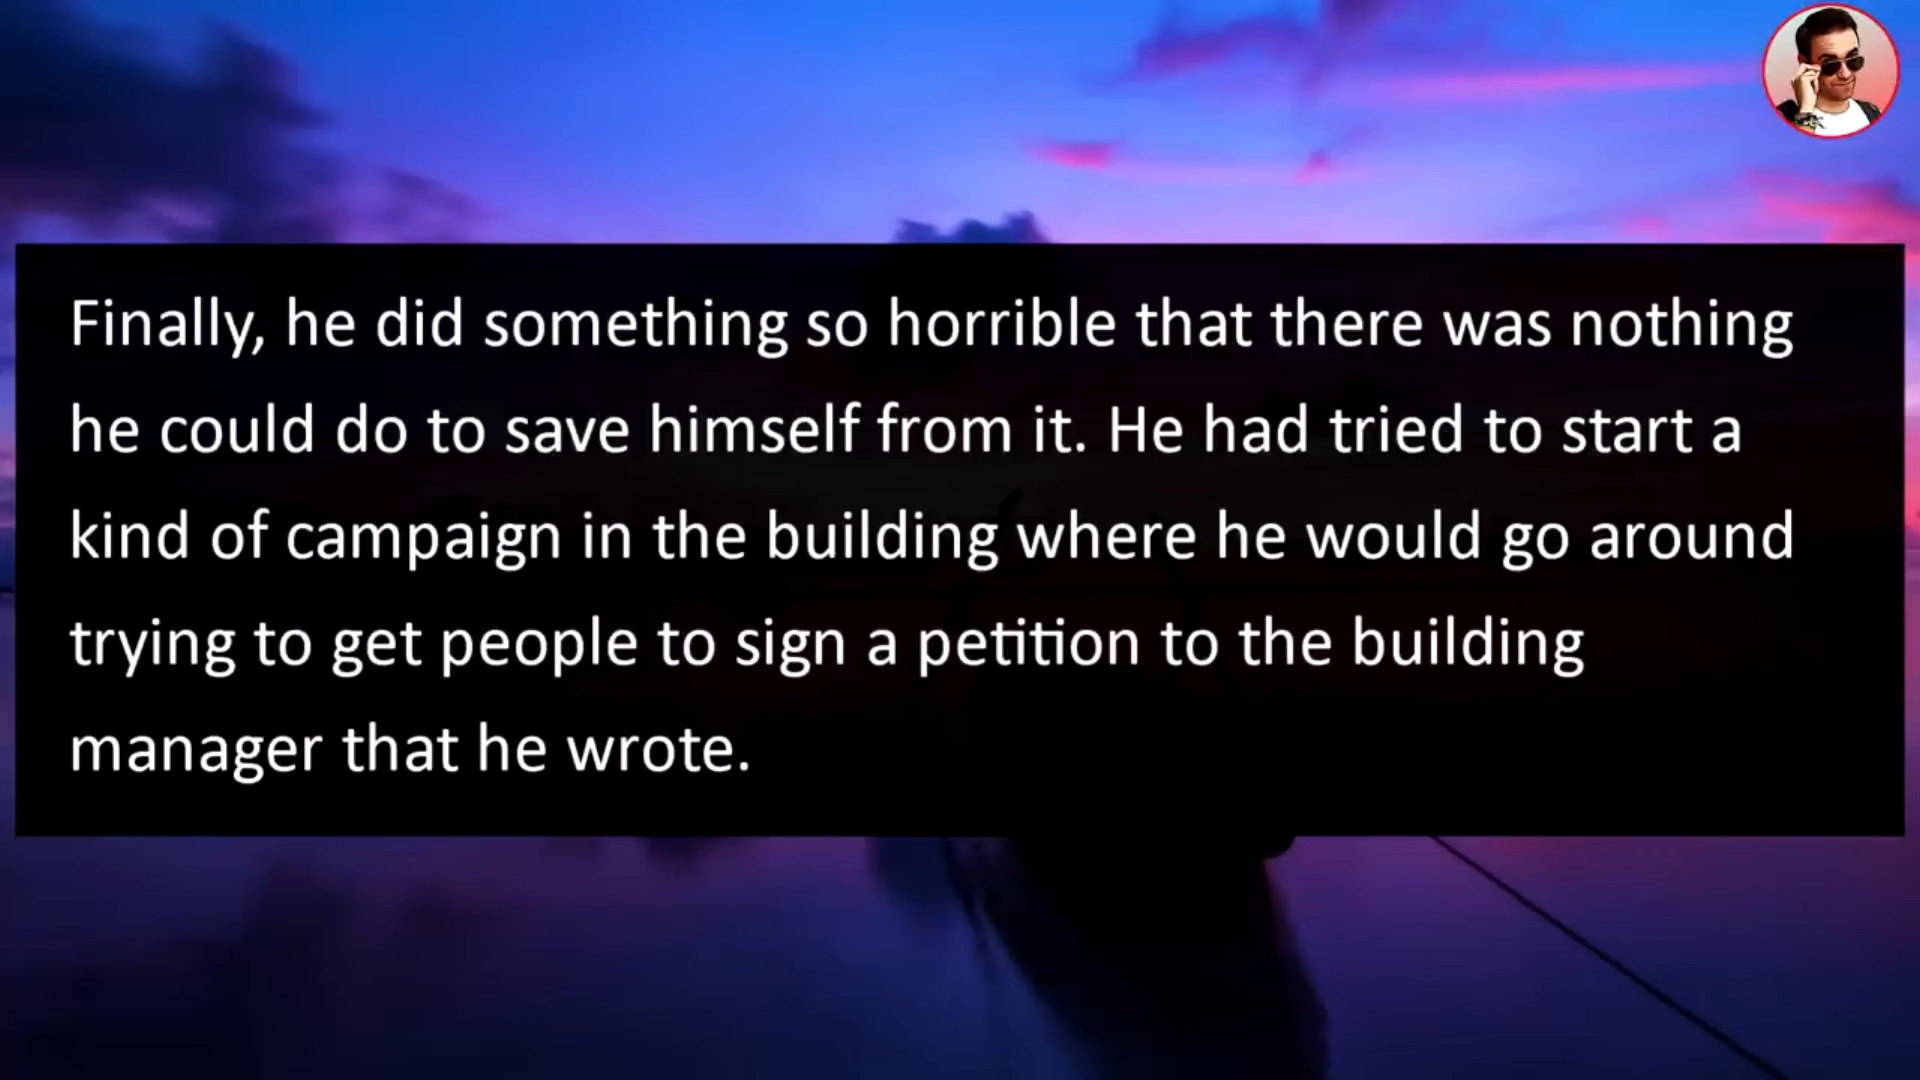 Finally, he did something so horrible that there was nothing
he could do to save himself from it. He had tried to start a
kind of campaign in the building where he would go around
trying to get people to sign a petition to the building
manager that he wrote.